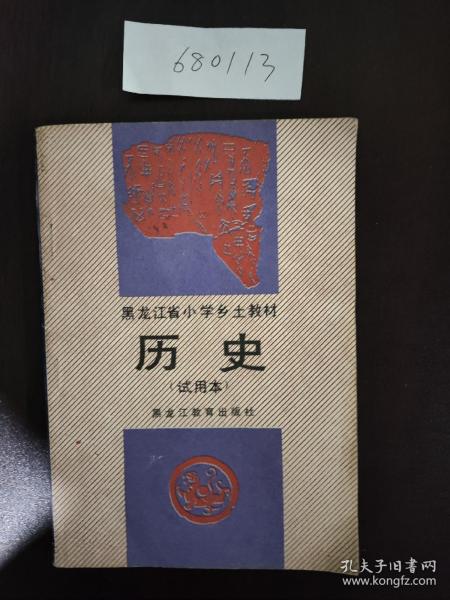 680113
黑龙江省小学乡土教材
历史
（试用本）
黑龙江教育出版社
孔夫子旧书网
www.kongfz.com